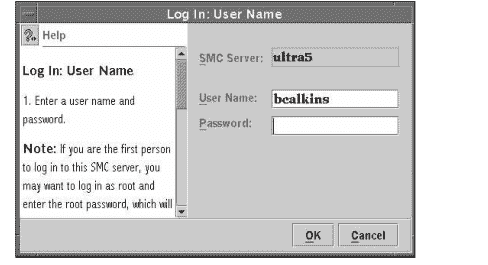 Log In: User Name
Help
Log In: User Name
1. Enter a user name and
password.
Note: If you are the first person
to log in to this SMC server, you
may want to log in as root and
enter the root password, which will
SMC Server: ultra5
User Name: bcalkins
Password:
OK Cancel